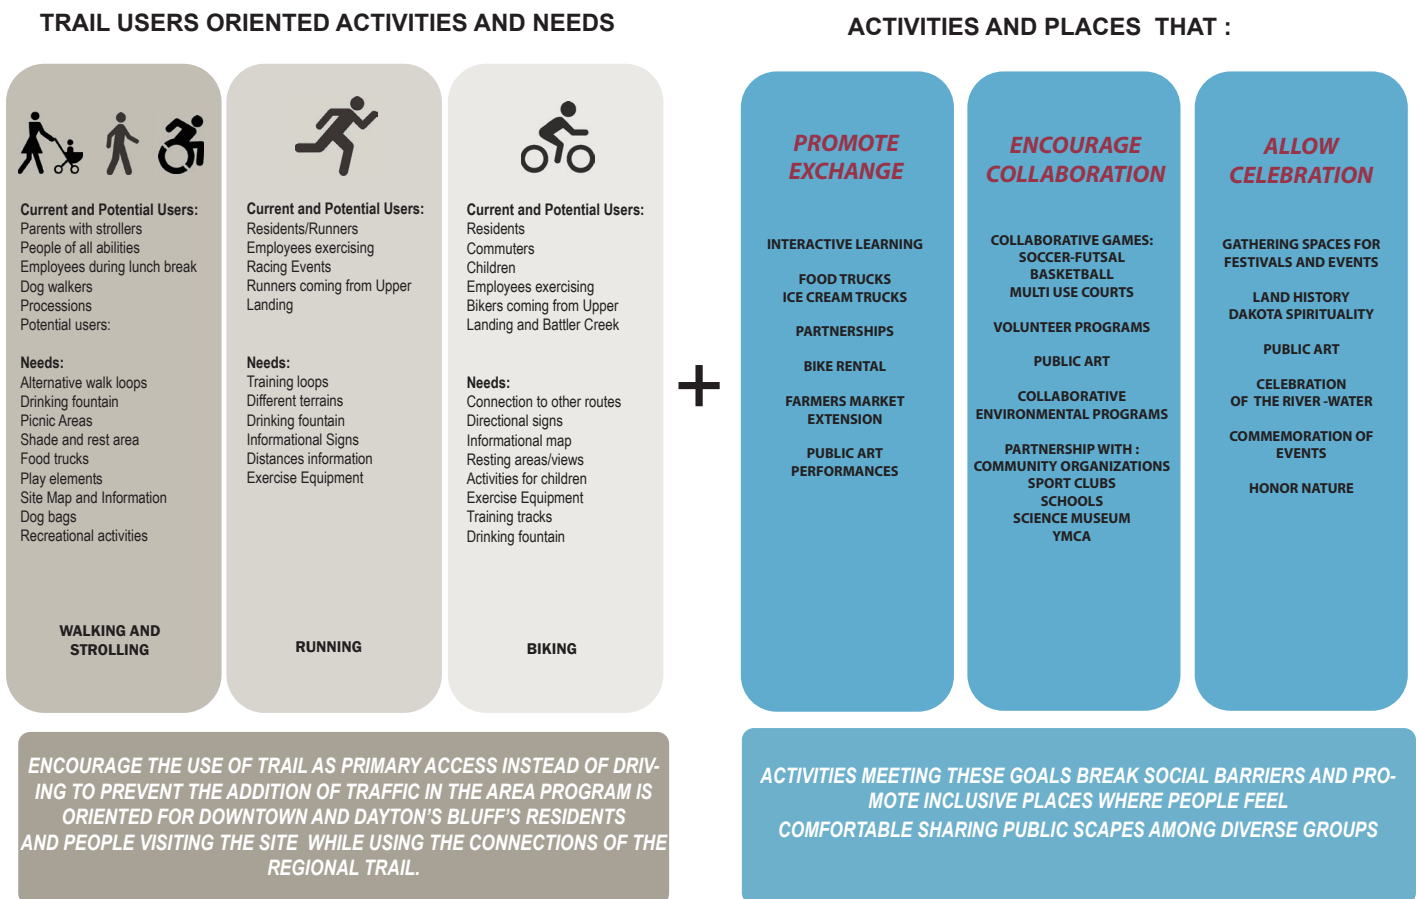 TRAIL USERS ORIENTED ACTIVITIES AND NEEDS
Current and Potential Users:
Parents with strollers
People of all abilities
Employees during lunch break
Dog walkers
Processions
Potential users:
Needs:
Alternative walk loops
Drinking fountain
Picnic Areas
Shade and rest area
Food trucks
Play elements
Site Map and Information
Dog bags
Recreational activities
WALKING AND
STROLLING
Current and Potential Users:
Residents/Runners
Employees exercising
Racing Events
Runners coming from Upper
Landing
Needs:
Training loops
Different terrains
Drinking fountain
Informational Signs
Distances information
Exercise Equipment
RUNNING
Current and Potential Users:
Residents
Commuters
Children
Employees exercising
Bikers coming from Upper
Landing and Battler Creek
Needs:
Connection to other routes
Directional signs
Informational map
Resting areas/views
Activities for children
Exercise Equipment
Training tracks
Drinking fountain
BIKING
ENCOURAGE THE USE OF TRAIL AS PRIMARY ACCESS INSTEAD OF DRIV-
ING TO PREVENT THE ADDITION OF TRAFFIC IN THE AREA PROGRAM IS
ORIENTED FOR DOWNTOWN AND DAYTON'S BLUFF'S RESIDENTS
AND PEOPLE VISITING THE SITE WHILE USING THE CONNECTIONS OF THE
REGIONAL TRAIL.
+
ACTIVITIES AND PLACES THAT :
PROMOTE
EXCHANGE
INTERACTIVE LEARNING
FOOD TRUCKS
ICE CREAM TRUCKS
PARTNERSHIPS
BIKE RENTAL
FARMERS MARKET
EXTENSION
PUBLIC ART
PERFORMANCES
ENCOURAGE
COLLABORATION
COLLABORATIVE GAMES:
SOCCER-FUTSAL
BASKETBALL
MULTI USE COURTS
VOLUNTEER PROGRAMS
PUBLIC ART
COLLABORATIVE
ENVIRONMENTAL PROGRAMS
PARTNERSHIP WITH :
COMMUNITY ORGANIZATIONS
SPORT CLUBS
SCHOOLS
SCIENCE MUSEUM
YMCA
ALLOW
CELEBRATION
GATHERING SPACES FOR
FESTIVALS AND EVENTS
LAND HISTORY
DAKOTA SPIRITUALITY
PUBLIC ART
CELEBRATION
OF THE RIVER -WATER
COMMEMORATION OF
EVENTS
HONOR NATURE
ACTIVITIES MEETING THESE GOALS BREAK SOCIAL BARRIERS AND PRO-
MOTE INCLUSIVE PLACES WHERE PEOPLE FEEL
COMFORTABLE SHARING PUBLIC SCAPES AMONG DIVERSE GROUPS